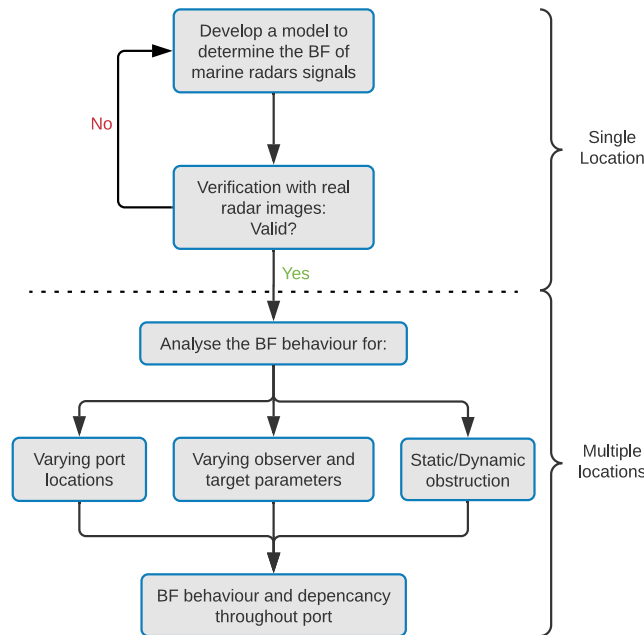 Develop a model to
determine the BF of
marine radars signals
No
Single
Location
Verification with real
radar images:
Valid?
Yes
Analyse the BF behaviour for:
Varying port
locations
Varying observer and
target parameters
Static/Dynamic
obstruction
Multiple
locations
BF behaviour and depencancy
throughout port